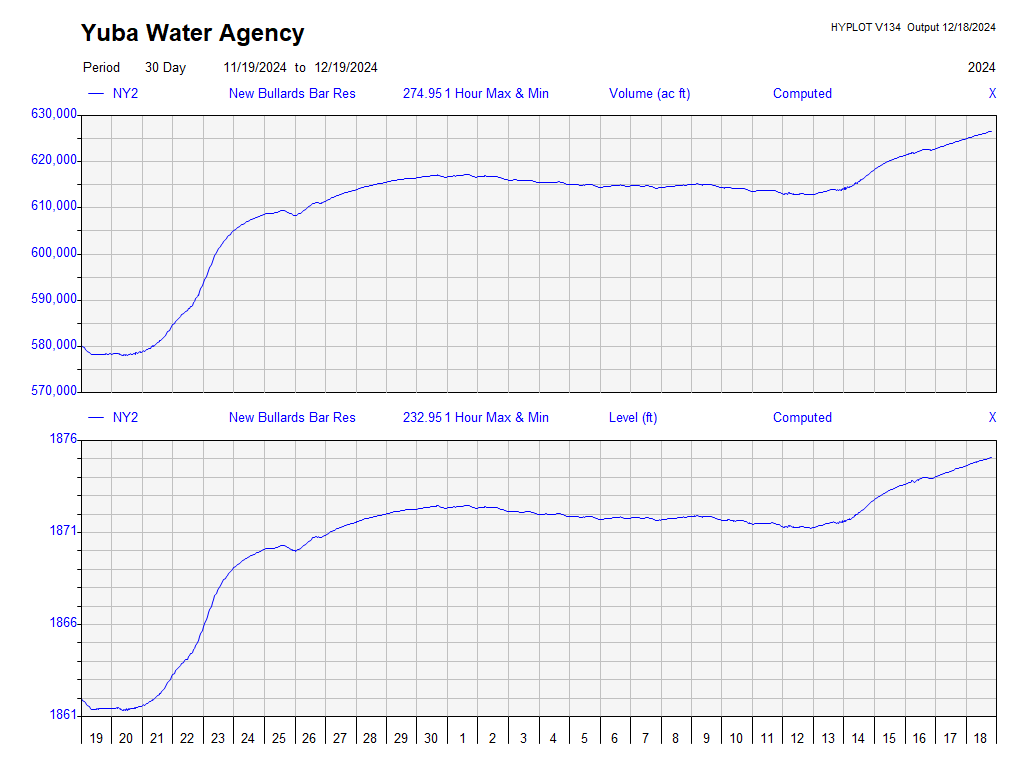 Yuba Water Agency
HYPLOT V134 Output 12/18/2024
Period 30 Day 11/19/2024 to 12/19/2024 2024
NY2 New Bullards Bar Res 274.95 1 Hour Max & Min Volume (ac ft) Computed X
630,000
620,000
610,000
600,000
590,000
580,000
570,000
NY2 New Bullards Bar Res 232.95 1 Hour Max & Min Level (ft) Computed X
1876
1871
1866
1861
19 20 21 22 23 24 25 26 27 28 29 30 1 2 3 4 5 6 7 8 9 10 11 12 13 14 15 16 17 18